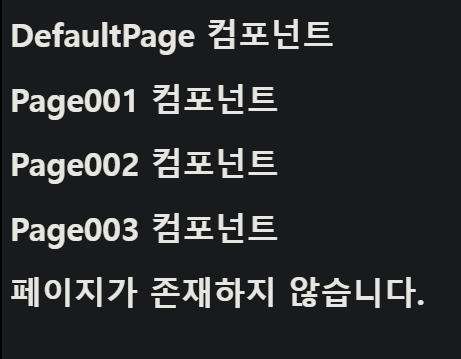 DefaultPage 컴포넌트
Page001 컴포넌트
Page002 컴포넌트
Page003 컴포넌트
페이지가 존재하지 않습니다.